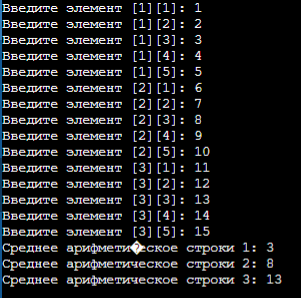 Введите элемент [1][1]: 1
Введите элемент [1][2]: 2
Введите элемент [1][3]: 3
Введите элемент [1][4]: 4
Введите элемент [1][5]: 5
Введите элемент [2][1]: 6
Введите элемент [2][2]: 7
Введите элемент [2][3]: 8
Введите элемент [2][4]: 9
Введите элемент [2][5]: 10
Введите элемент [3][1]: 11
Введите элемент [3][2]: 12
Введите элемент [3][3]: 13
Введите элемент [3][4]: 14
Введите элемент [3][5]: 15
Среднее арифмети�еское строки 1: 3
Среднее арифметическое строки 2: 8
Среднее арифметическое строки 3: 13